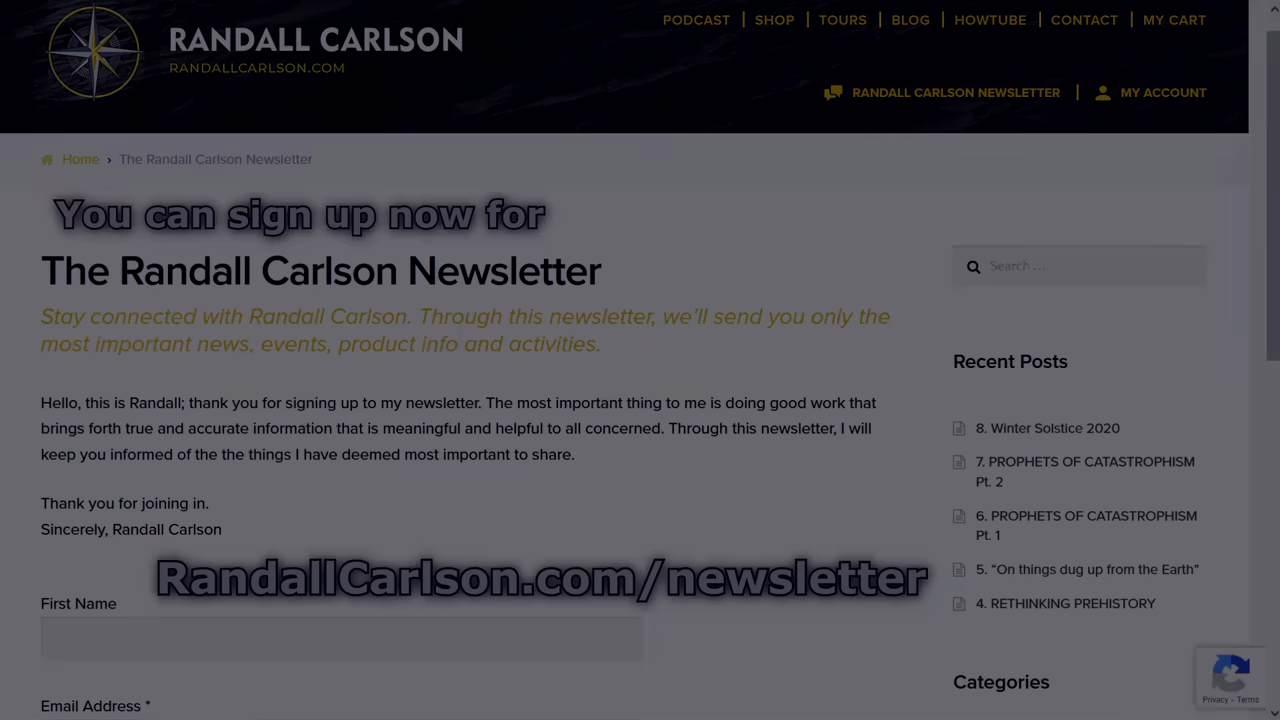 RANDALL CARLSON
RANDALLCARLSON.COM
PODCAST | SHOP | TOURS | BLOG | HOWTUBE | CONTACT | MY CART
RANDALL CARLSON NEWSLETTER | MY ACCOUNT
Home › The Randall Carlson Newsletter
You can sign up now for
The Randall Carlson Newsletter
Stay connected with Randall Carlson. Through this newsletter, we'll send you only the
most important news, events, product info and activities.
Hello, this is Randall; thank you for signing up to my newsletter. The most important thing to me is doing good work that
brings forth true and accurate information that is meaningful and helpful to all concerned. Through this newsletter, I will
keep you informed of the the things I have deemed most important to share.
Thank you for joining in.
Sincerely, Randall Carlson
RandallCarlson.com/newsletter
First Name
Email Address *
Search ...
Recent Posts
8. Winter Solstice 2020
7. PROPHETS OF CATASTROPHISM
Pt. 2
6. PROPHETS OF CATASTROPHISM
Pt. 1
5. “On things dug up from the Earth”
4. RETHINKING PREHISTORY
Categories
Privacy - Terms